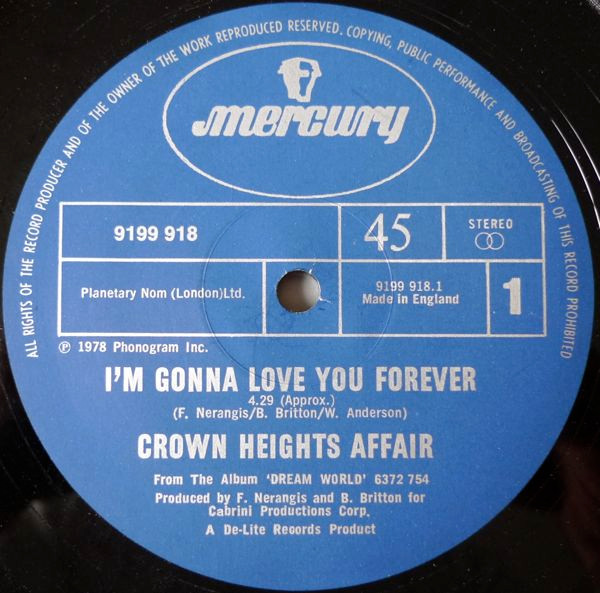 ALL RIGHTS OF THE RECORD PRODUCER AND OF THE OWNER OF THE WORK REPRODUCED RESERVED. COPYING, PUBLIC PERFORMANCE AND BROADCASTING OF THIS RECORD PROHIBITED
mercury
9199 918
45
STEREO
Planetary Nom (London)Ltd.
9199 918.1
Made in England
1
℗ 1978 Phonogram Inc.
I'M GONNA LOVE YOU FOREVER
4.29 (Approx.)
(F. Nerangis/B. Britton/W. Anderson)
CROWN HEIGHTS AFFAIR
From The Album 'DREAM WORLD' 6372 754
Produced by F. Nerangis and B. Britton for
Cabrini Productions Corp.
A De-Lite Records Product